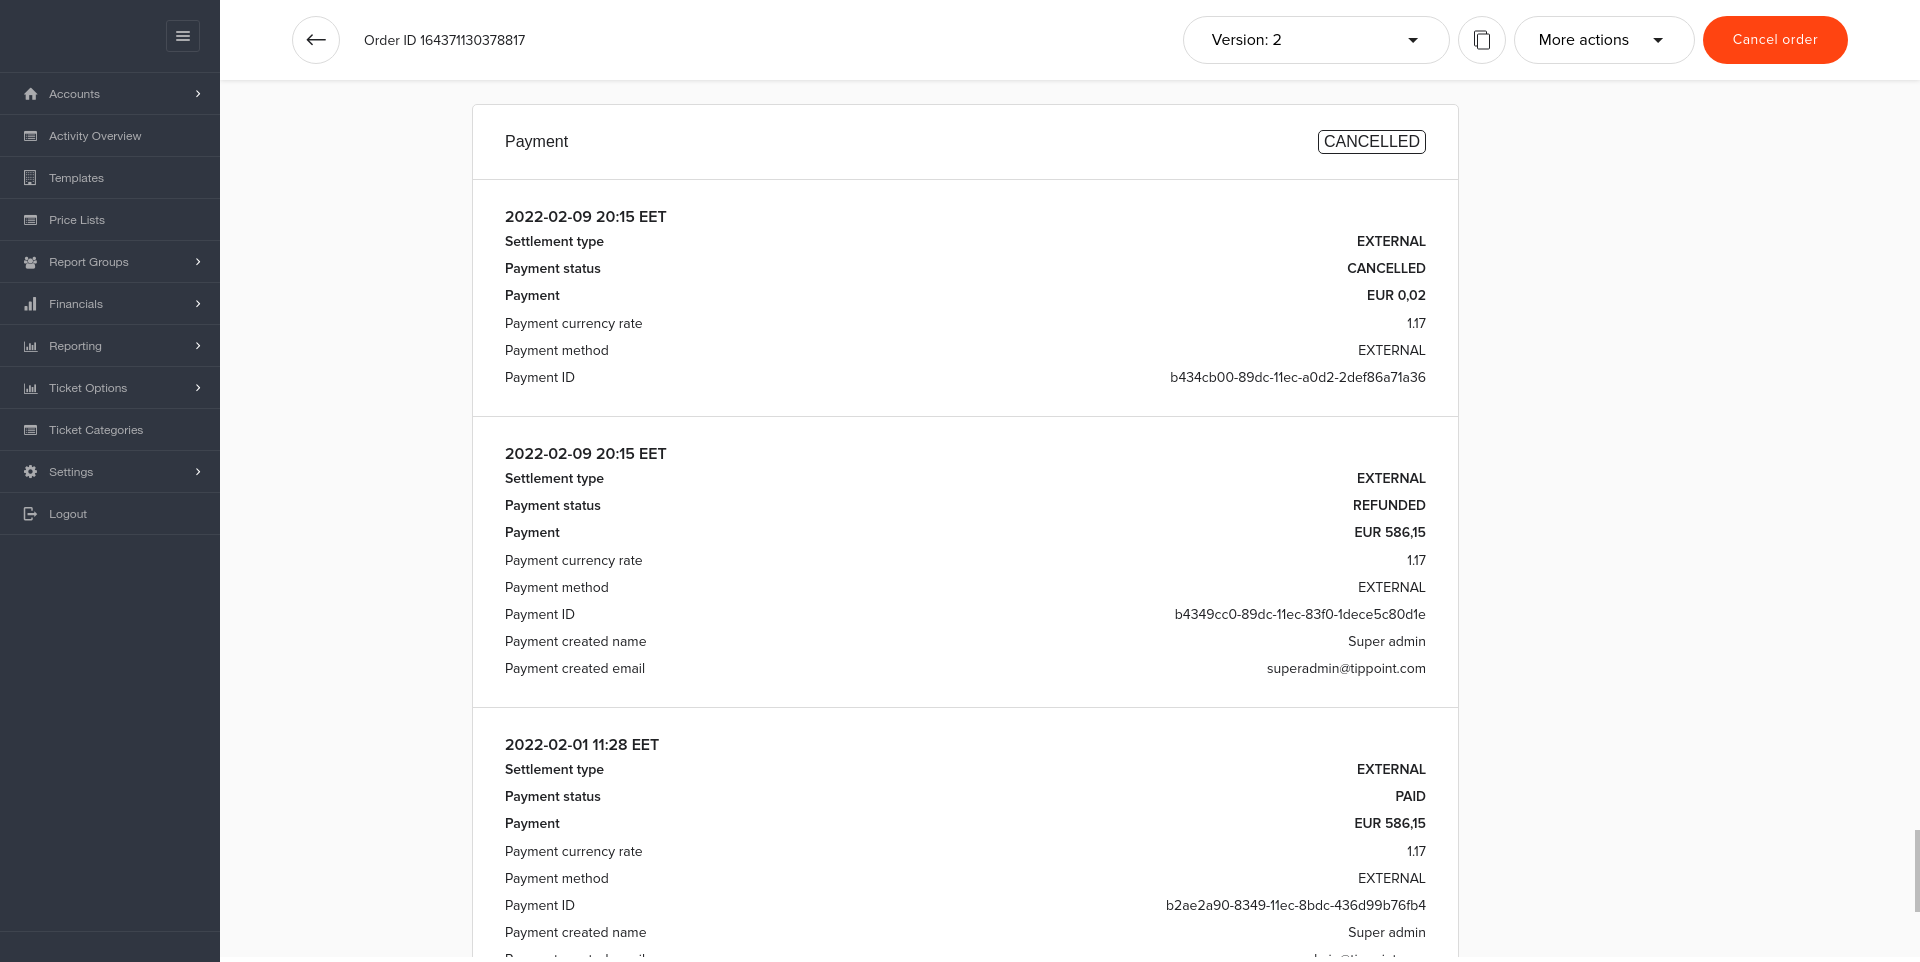 Order ID 164371130378817
Version: 2
More actions
Cancel order
Accounts
Activity Overview
Templates
Price Lists
Report Groups
Financials
Reporting
Ticket Options
Ticket Categories
Settings
Logout
Payment CANCELLED
2022-02-09 20:15 EET
Settlement type EXTERNAL
Payment status CANCELLED
Payment EUR 0,02
Payment currency rate 1.17
Payment method EXTERNAL
Payment ID b434cb00-89dc-11ec-a0d2-2def86a71a36
2022-02-09 20:15 EET
Settlement type EXTERNAL
Payment status REFUNDED
Payment EUR 586,15
Payment currency rate 1.17
Payment method EXTERNAL
Payment ID b4349cc0-89dc-11ec-83f0-1dece5c80d1e
Payment created name Super admin
Payment created email superadmin@tippoint.com
2022-02-01 11:28 EET
Settlement type EXTERNAL
Payment status PAID
Payment EUR 586,15
Payment currency rate 1.17
Payment method EXTERNAL
Payment ID b2ae2a90-8349-11ec-8bdc-436d99b76fb4
Payment created name Super admin